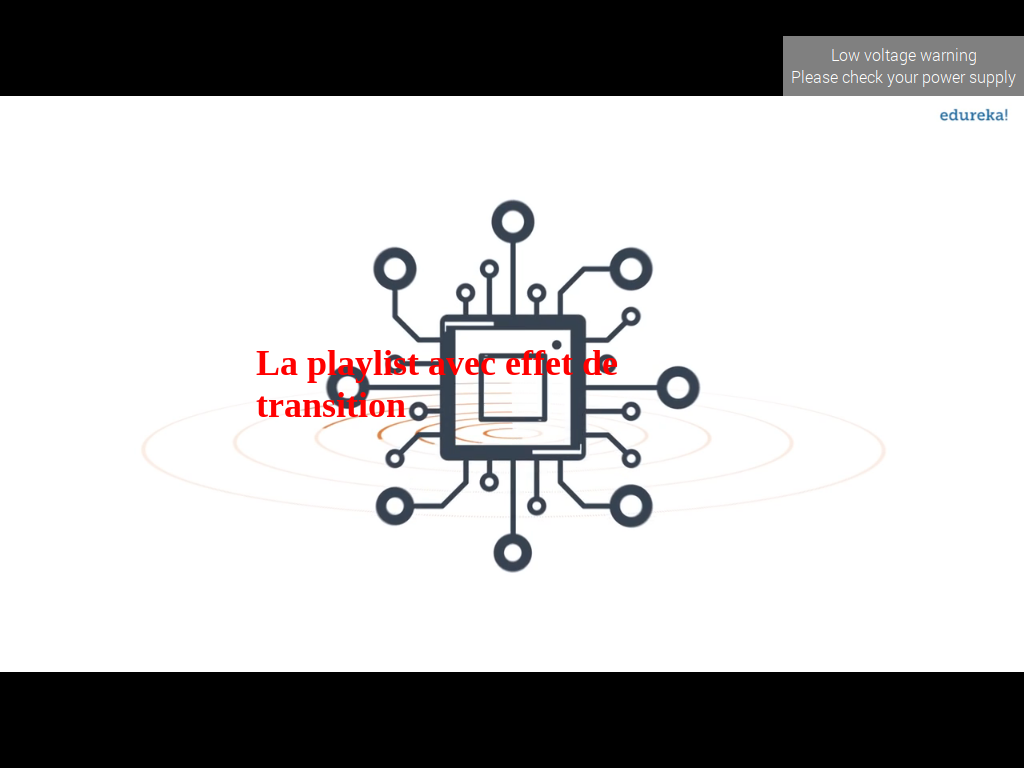 Low voltage warning
Please check your power supply
edureka!
La playlist avec effet de
transition